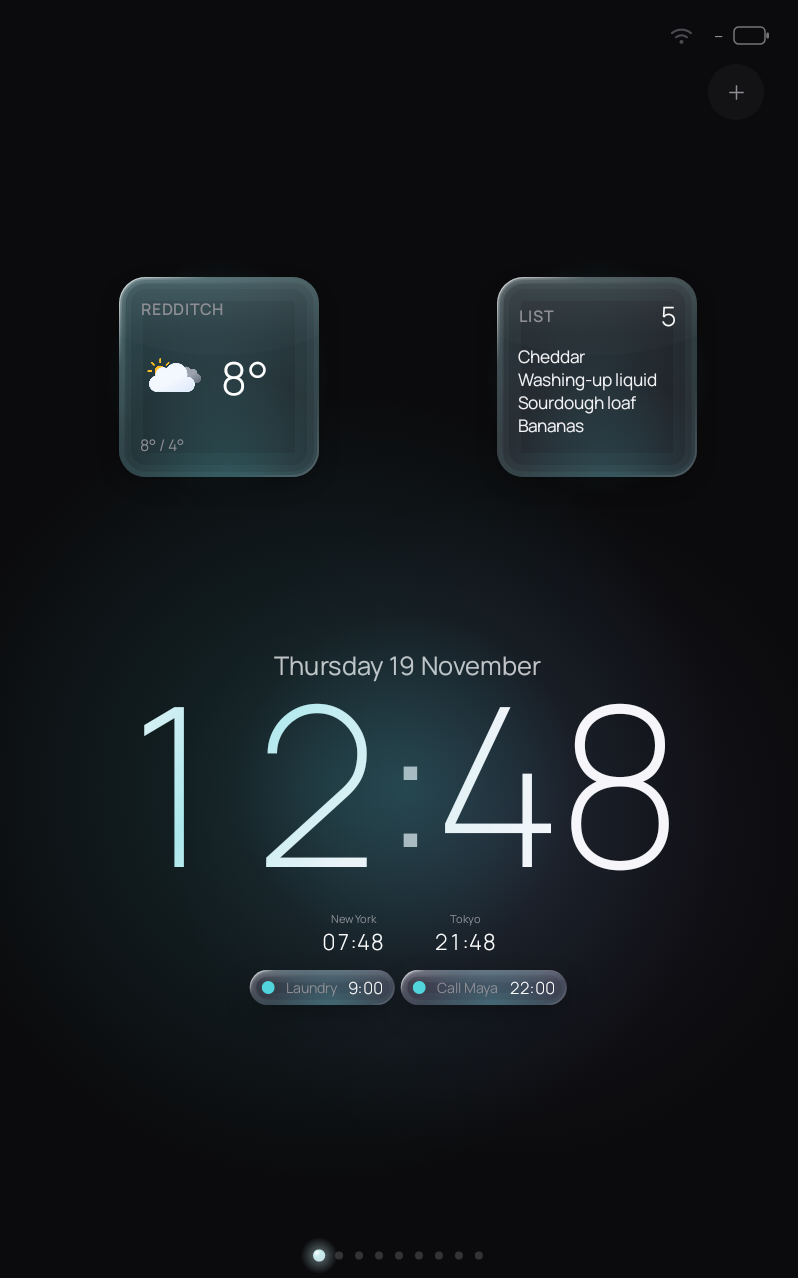 REDDITCH
8°
8° / 4°
LIST 5
Cheddar
Washing-up liquid
Sourdough loaf
Bananas
Thursday 19 November
12:48
New York
07:48
Tokyo
21:48
Laundry 9:00
Call Maya 22:00